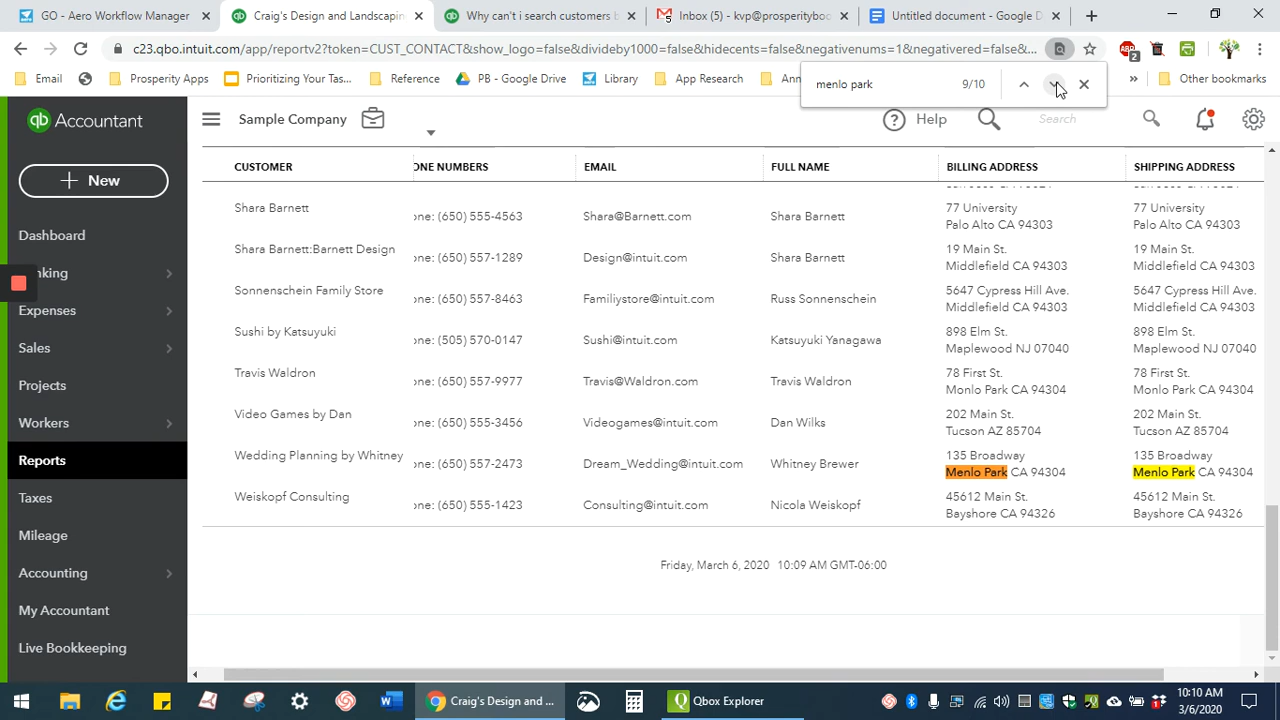 GO - Aero Workflow Manager
Craig's Design and Landscaping
Why can't i search customers b
Inbox (5) - kvp@prosperitybook
Untitled document - Google D
c23.qbo.intuit.com/app/reportv2?token=CUST_CONTACT&show_logo=false&divideby1000=false&hidecents=false&negativenums=1&negativered=false&...
2
Email
Prosperity Apps
Prioritizing Your Tas...
Reference
PB - Google Drive
Library
App Review
Ann
»
Other bookmarks
menlo park
9/10
qb Accountant
Sample Company
Help
Search
New
Dashboard
nking
Expenses
Sales
Projects
Workers
Reports
Taxes
Mileage
Accounting
My Accountant
Live Bookkeeping
CUSTOMER ONE NUMBERS EMAIL FULL NAME BILLING ADDRESS SHIPPING ADDRESS
Shara Barnett one: (650) 555-4563 Shara@Barnett.com Shara Barnett 77 University 77 University
Palo Alto CA 94303 Palo Alto CA 94303
Shara Barnett:Barnett Design one: (650) 557-1289 Design@intuit.com Shara Barnett 19 Main St. 19 Main St.
Middlefield CA 94303 Middlefield CA 94303
Sonnenschein Family Store one: (650) 557-8463 Familiystore@intuit.com Russ Sonnenschein 5647 Cypress Hill Ave. 5647 Cypress Hill Ave.
Middlefield CA 94303 Middlefield CA 94303
Sushi by Katsuyuki one: (505) 570-0147 Sushi@intuit.com Katsuyuki Yanagawa 898 Elm St. 898 Elm St.
Maplewood NJ 07040 Maplewood NJ 07040
Travis Waldron one: (650) 557-9977 Travis@Waldron.com Travis Waldron 78 First St. 78 First St.
Monlo Park CA 94304 Monlo Park CA 94304
Video Games by Dan one: (650) 555-3456 Videogames@intuit.com Dan Wilks 202 Main St. 202 Main St.
Tucson AZ 85704 Tucson AZ 85704
Wedding Planning by Whitney one: (650) 557-2473 Dream_Wedding@intuit.com Whitney Brewer 135 Broadway 135 Broadway
Menlo Park CA 94304 Menlo Park CA 94304
Weiskopf Consulting one: (650) 555-1423 Consulting@intuit.com Nicola Weiskopf 45612 Main St. 45612 Main St.
Bayshore CA 94326 Bayshore CA 94326
Friday, March 6, 2020 10:09 AM GMT-06:00
Craig's Design and ...
Qbox Explorer
10:10 AM
3/6/2020